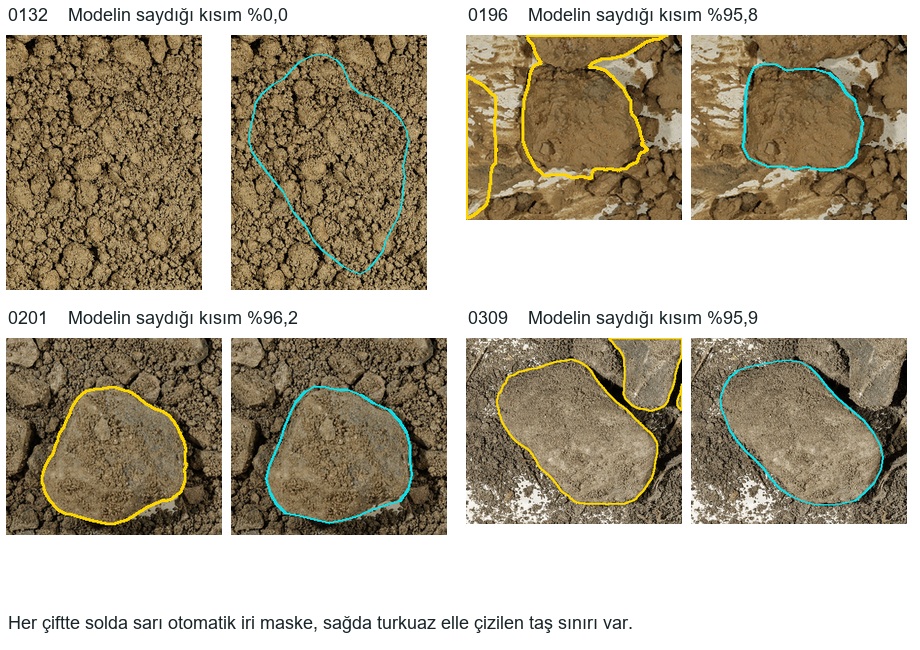 0132 Modelin saydığı kısım %0,0
0196 Modelin saydığı kısım %95,8
0201 Modelin saydığı kısım %96,2
0309 Modelin saydığı kısım %95,9
Her çiftte solda sarı otomatik iri maske, sağda turkuaz elle çizilen taş sınırı var.